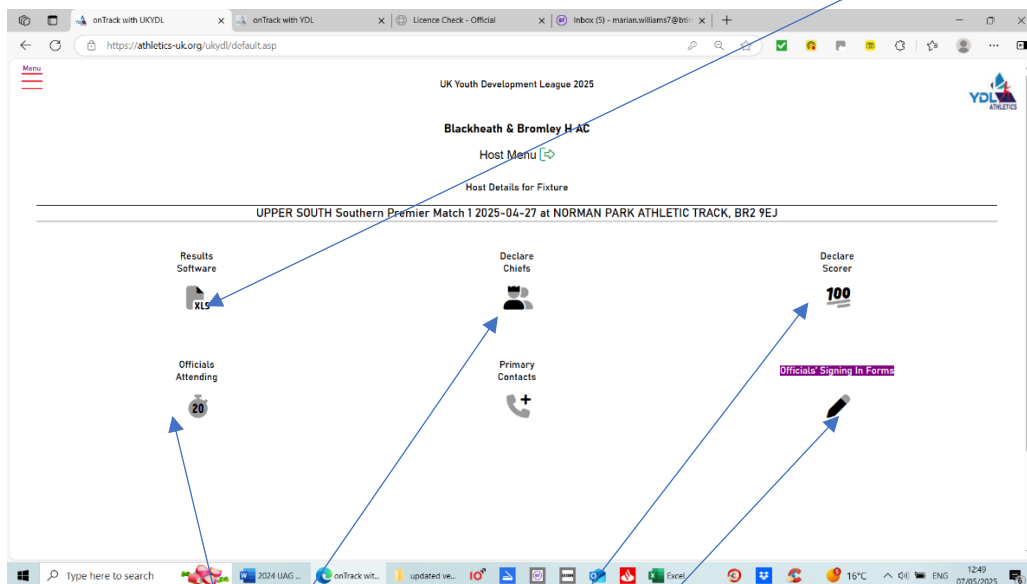 onTrack with UKYDL
onTrack with YDL
Licence Check - Official
Inbox (5) - marian.williams7@btin
https://athletics-uk.org/ukydl/default.asp
Menu
UK Youth Development League 2025
YDL
ATHLETICS
Blackheath & Bromley H AC
Host Menu
Host Details for Fixture
UPPER SOUTH Southern Premier Match 1 2025-04-27 at NORMAN PARK ATHLETIC TRACK, BR2 9EJ
Results
Software
XLS
Declare
Chiefs
Declare
Scorer
100
Officials
Attending
20
Primary
Contacts
Officials' Signing In Forms
Type here to search
2024 UAG ...
onTrack wit...
updated ve...
Excel
16°C
ENG
12:49
07/05/2025